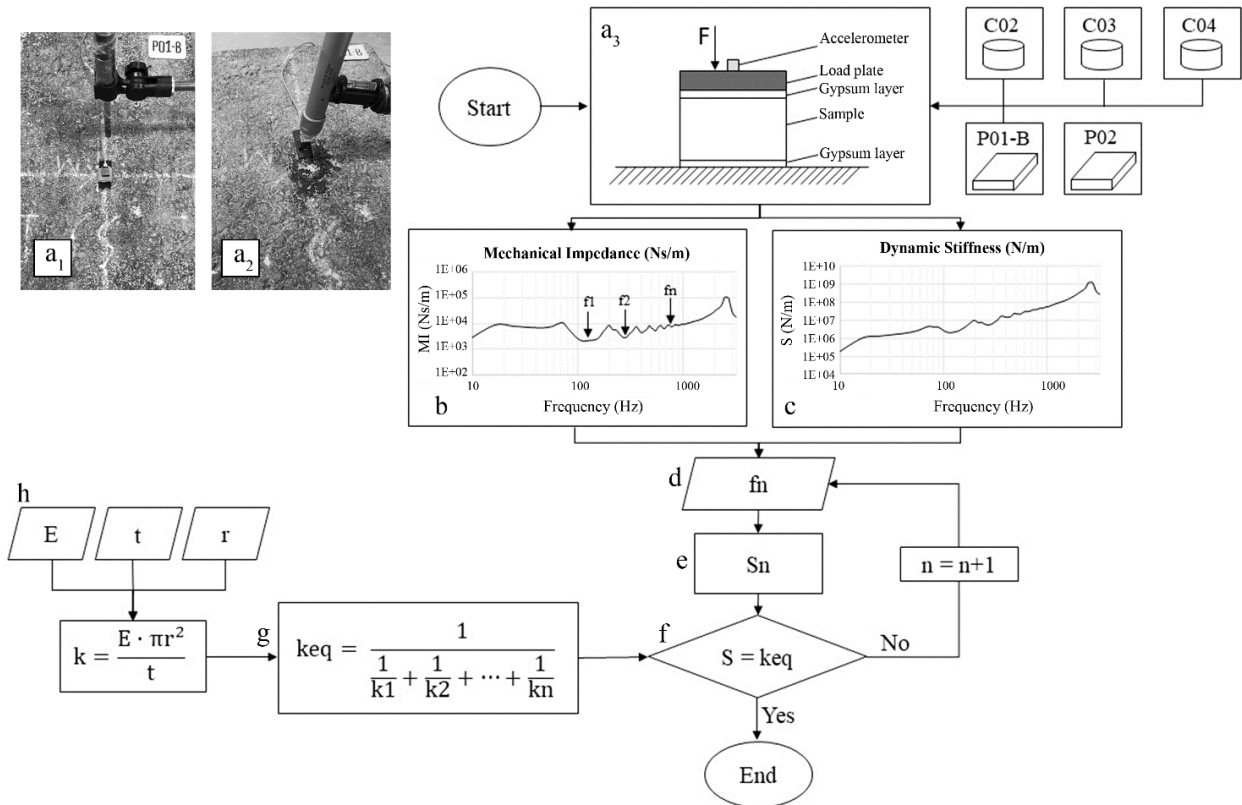 P01-B
a1
1-B
a2
Start
a3
F
Accelerometer
Load plate
Gypsum layer
Sample
Gypsum layer
C02
C03
C04
P01-B
P02
Mechanical Impedance (Ns/m)
MI (Ns/m)
1E+06
1E+05
1E+04
1E+03
1E+02
f1
f2
fn
10
100
1000
Frequency (Hz)
b
Dynamic Stiffness (N/m)
S (N/m)
1E+10
1E+09
1E+08
1E+07
1E+06
1E+05
1E+04
10
100
1000
Frequency (Hz)
c
d
fn
e
Sn
n = n+1
h
E
t
r
k = E · πr² / t
g
keq = 1 / (1/k1 + 1/k2 + ⋯ + 1/kn)
f
S = keq
No
Yes
End